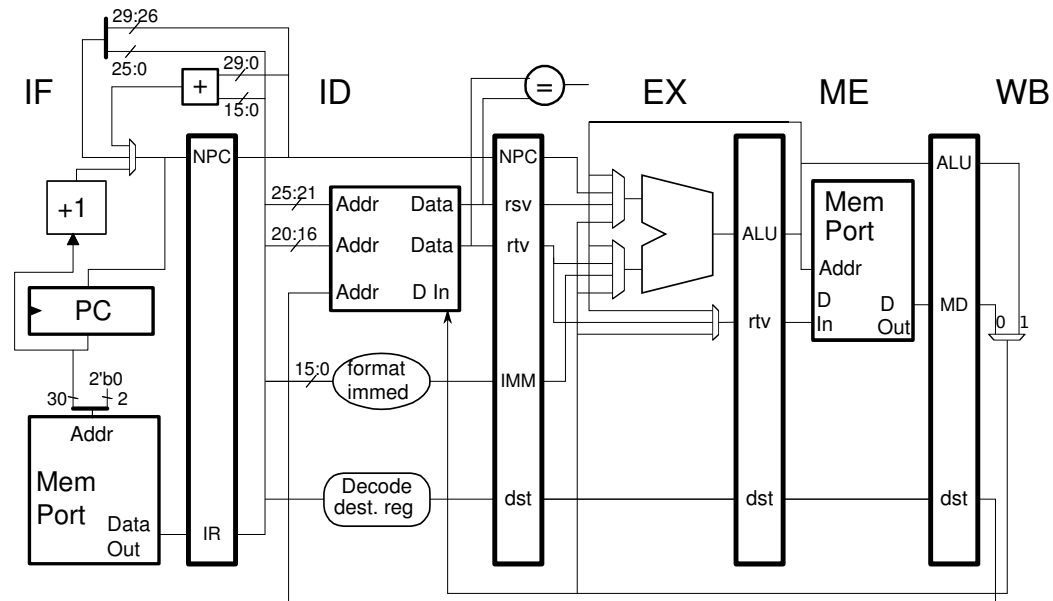 29:26
25:0
29:0
15:0
IF
ID
EX
ME
WB
+
=
NPC
NPC
ALU
+1
25:21
Addr
Data
rsv
20:16
Addr
Data
rtv
Addr
D In
ALU
Mem
Port
Addr
D
In
D
Out
PC
rtv
MD
0
1
15:0
format
immed
IMM
30
2'b0
2
Addr
Mem
Port
Data
Out
IR
Decode
dest. reg
dst
dst
dst